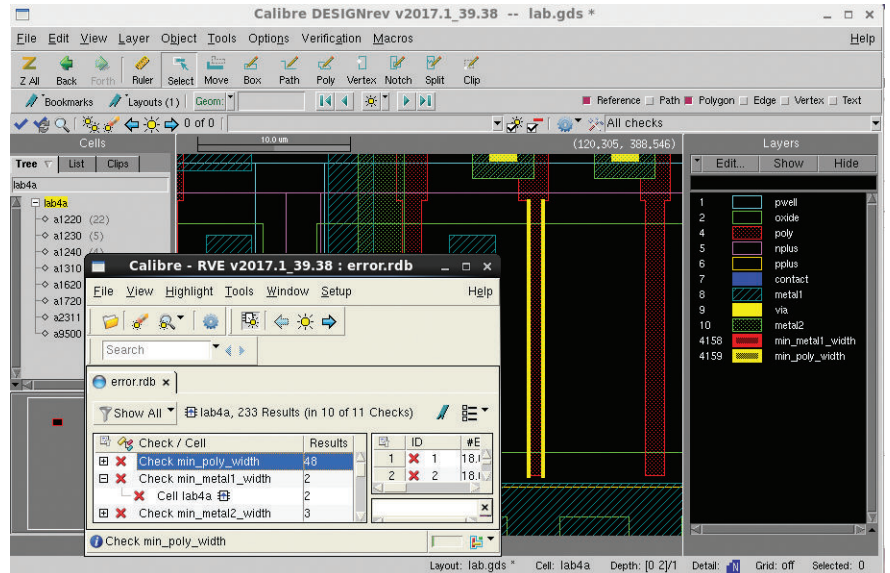 Calibre DESIGNrev v2017.1_39.38 -- lab.gds *
File Edit View Layer Object Tools Options Verification Macros Help
Z All Back Forth Ruler Select Move Box Path Poly Vertex Notch Split Clip
Bookmarks Layouts (1) Geom: Reference Path Polygon Edge Vertex Text
0 of 0 All checks
Cells 10.0 um (120.305, 388.546) Layers
Tree List Clips Edit... Show Hide
lab4a
lab4a
a1220 (22)
a1230 (5)
a1240
a1310
a1620
a1720
a2311
a9500
1 pwell
2 oxide
4 poly
5 nplus
6 pplus
7 contact
8 metal1
9 via
10 metal2
4158 min_metal1_width
4159 min_poly_width
Calibre - RVE v2017.1_39.38 : error.rdb
File View Highlight Tools Window Setup Help
Search
error.rdb x
Show All lab4a, 233 Results (in 10 of 11 Checks)
Check / Cell Results ID #E
Check min_poly_width 48 1 1 18.
Check min_metal1_width 2 2 2 18.
Cell lab4a 2
Check min_metal2_width 3
Check min_poly_width
Layout: lab.gds * Cell: lab4a Depth: [0 2]/1 Detail: Grid: off Selected: 0